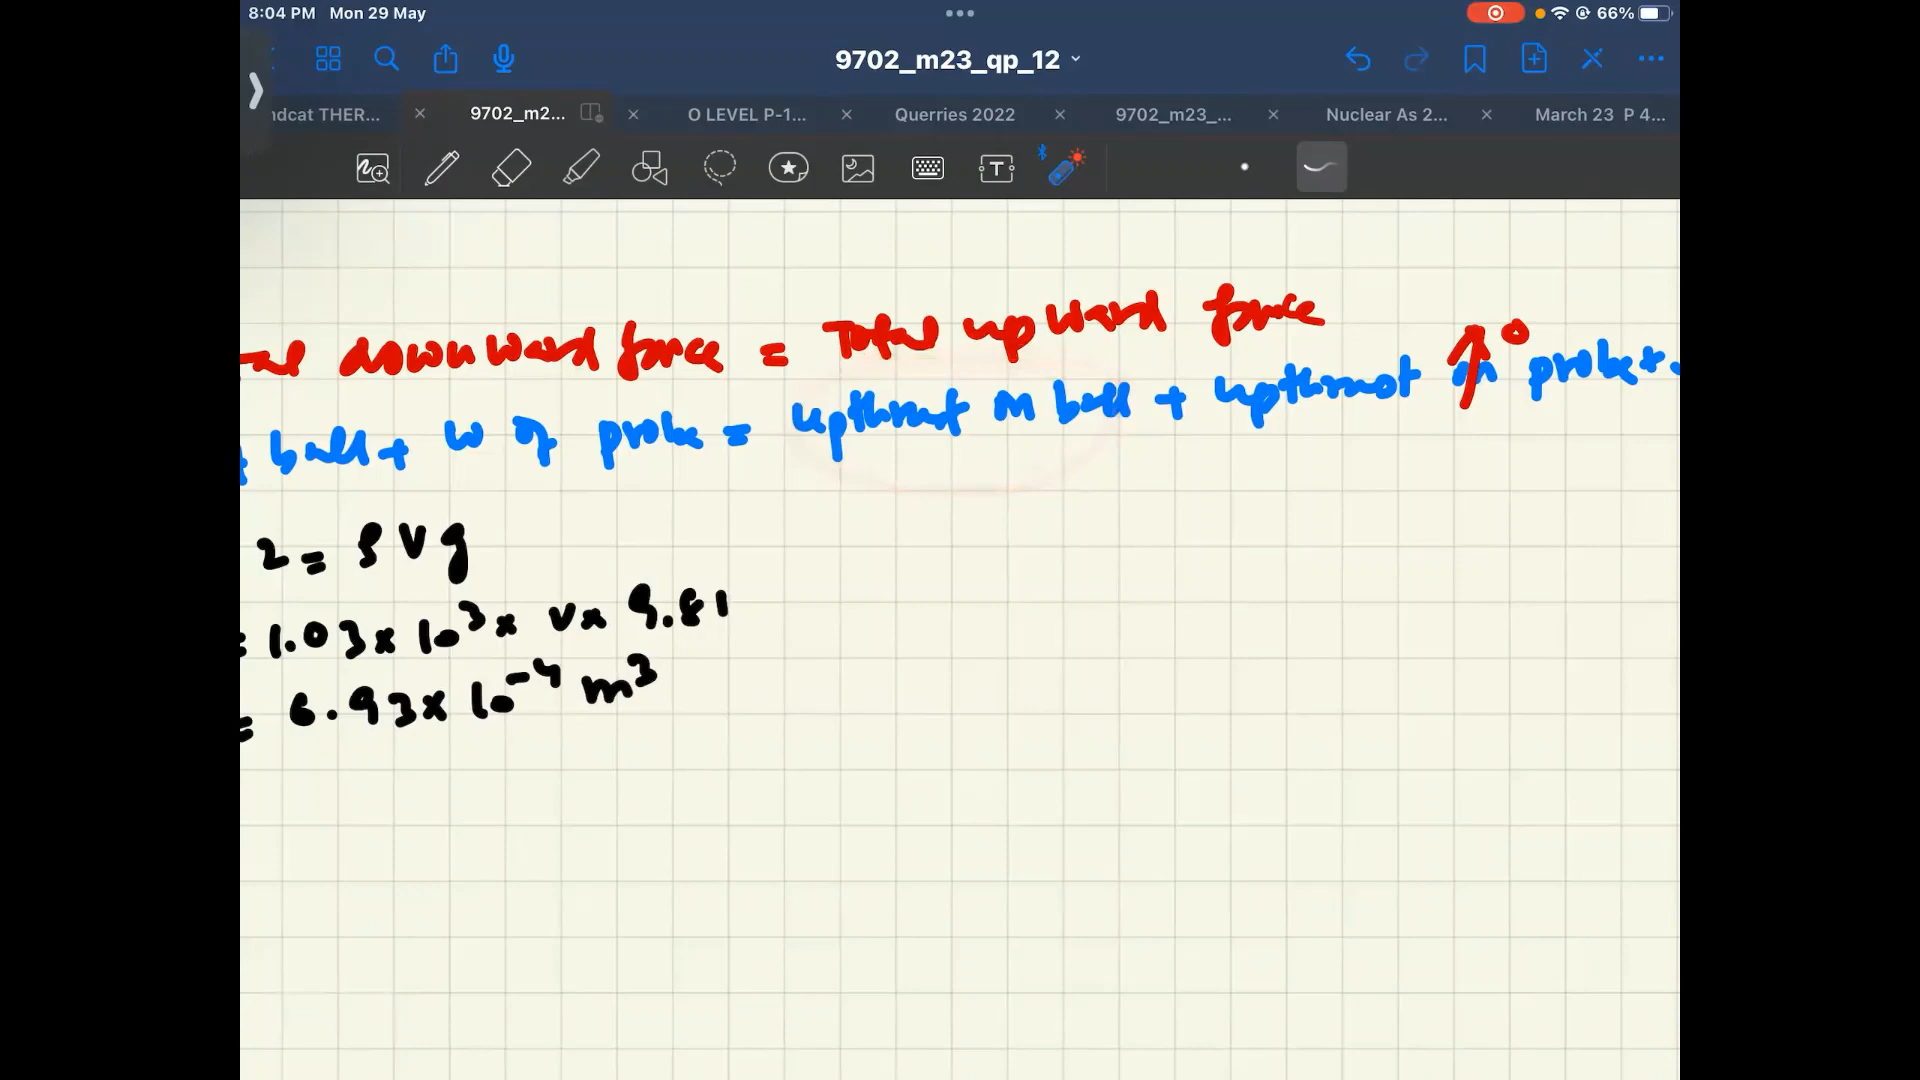 8:04 PM Mon 29 May
66%
9702_m23_qp_12
ndcat THER...
9702_m2...
O LEVEL P-1...
Querries 2022
9702_m23_...
Nuclear As 2...
March 23 P 4...
T
downward force = Total upward force
ball + W of probe = upthrust on ball + upthrust on probe +
2 = ρVg
= 1.03 x 10³ x V x 9.81
= 6.93 x 10⁻⁴ m³